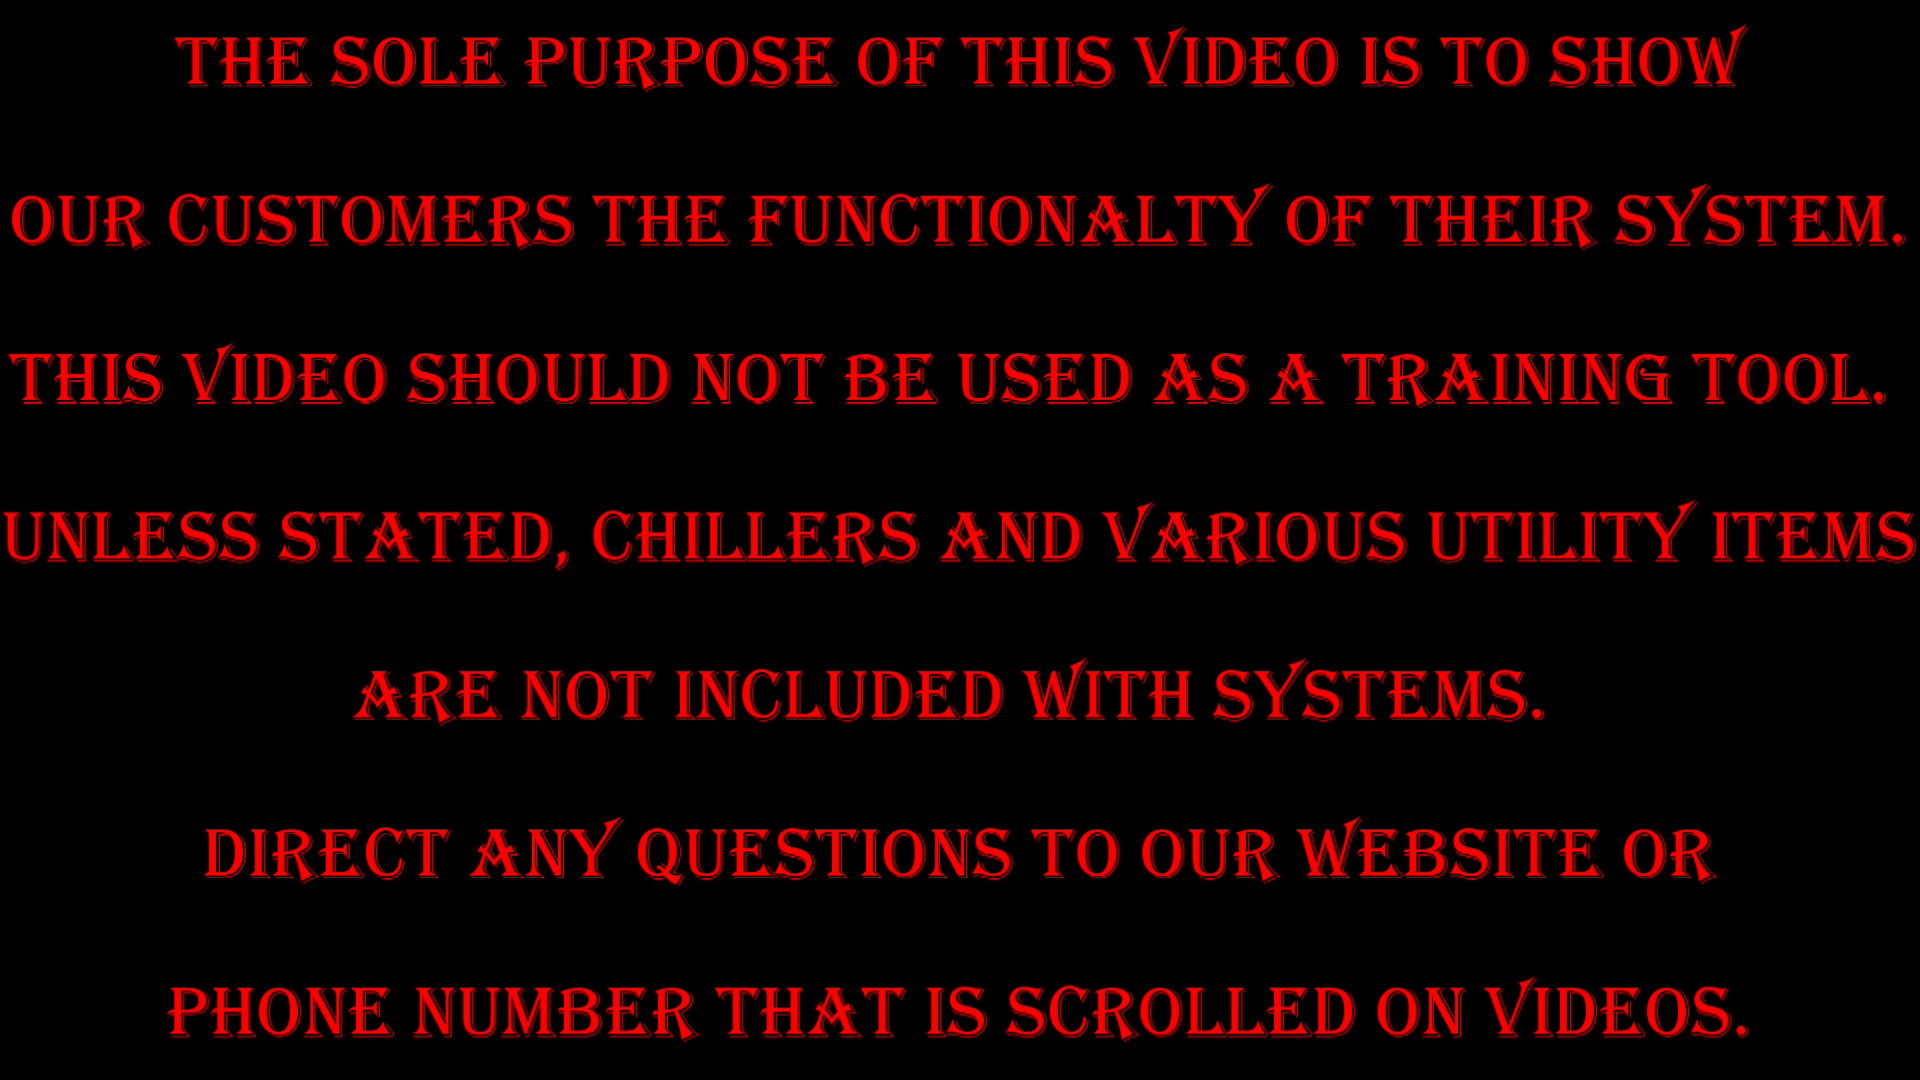 THE SOLE PURPOSE OF THIS VIDEO IS TO SHOW
OUR CUSTOMERS THE FUNCTIONALTY OF THEIR SYSTEM.
THIS VIDEO SHOULD NOT BE USED AS A TRAINING TOOL.
UNLESS STATED, CHILLERS AND VARIOUS UTILITY ITEMS
ARE NOT INCLUDED WITH SYSTEMS.
DIRECT ANY QUESTIONS TO OUR WEBSITE OR
PHONE NUMBER THAT IS SCROLLED ON VIDEOS.